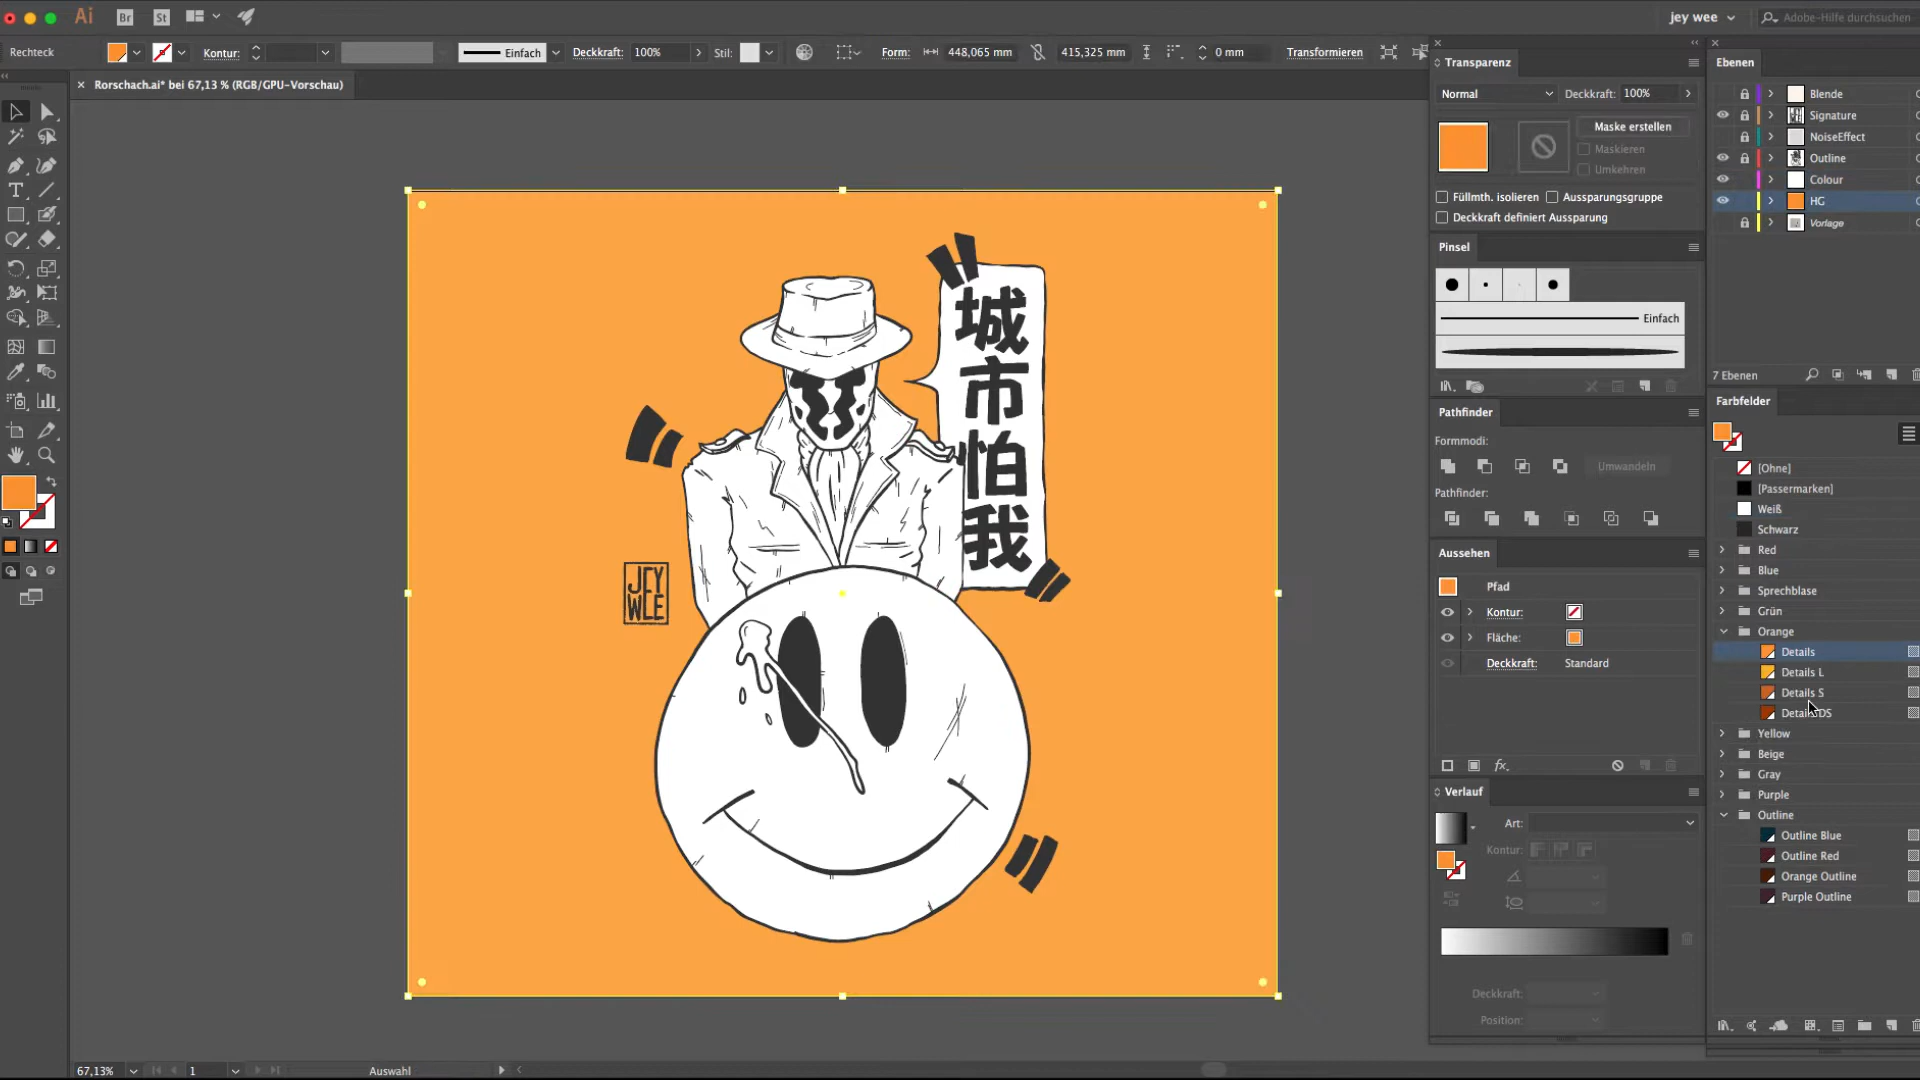 Ai
Br
St
jey wee
Adobe-Hilfe durchsuchen
Rechteck
Kontur:
Einfach
Deckkraft:
100%
Stil:
Form:
448,065 mm
415,325 mm
0 mm
Transformieren
Rorschach.ai* bei 67,13 % (RGB/GPU-Vorschau)
Transparenz
Normal
Deckkraft:
100%
Maske erstellen
Maskieren
Umkehren
Füllmth. isolieren
Aussparungsgruppe
Deckkraft definiert Aussparung
Pinsel
Einfach
Pathfinder
Formmodi:
Umwandeln
Pathfinder:
Aussehen
Pfad
Kontur:
Fläche:
Deckkraft:
Standard
Verlauf
Art:
Kontur:
Deckkraft:
Position:
Ebenen
Blende
Signature
NoiseEffect
Outline
Colour
HG
Vorlage
7 Ebenen
Farbfelder
[Ohne]
[Passermarken]
Weiß
Schwarz
Red
Blue
Sprechblase
Grün
Orange
Details
Details L
Details S
Details DS
Yellow
Beige
Gray
Purple
Outline
Outline Blue
Outline Red
Orange Outline
Purple Outline
城
市
怕
我
JEY
WEE
67,13%
1
Auswahl